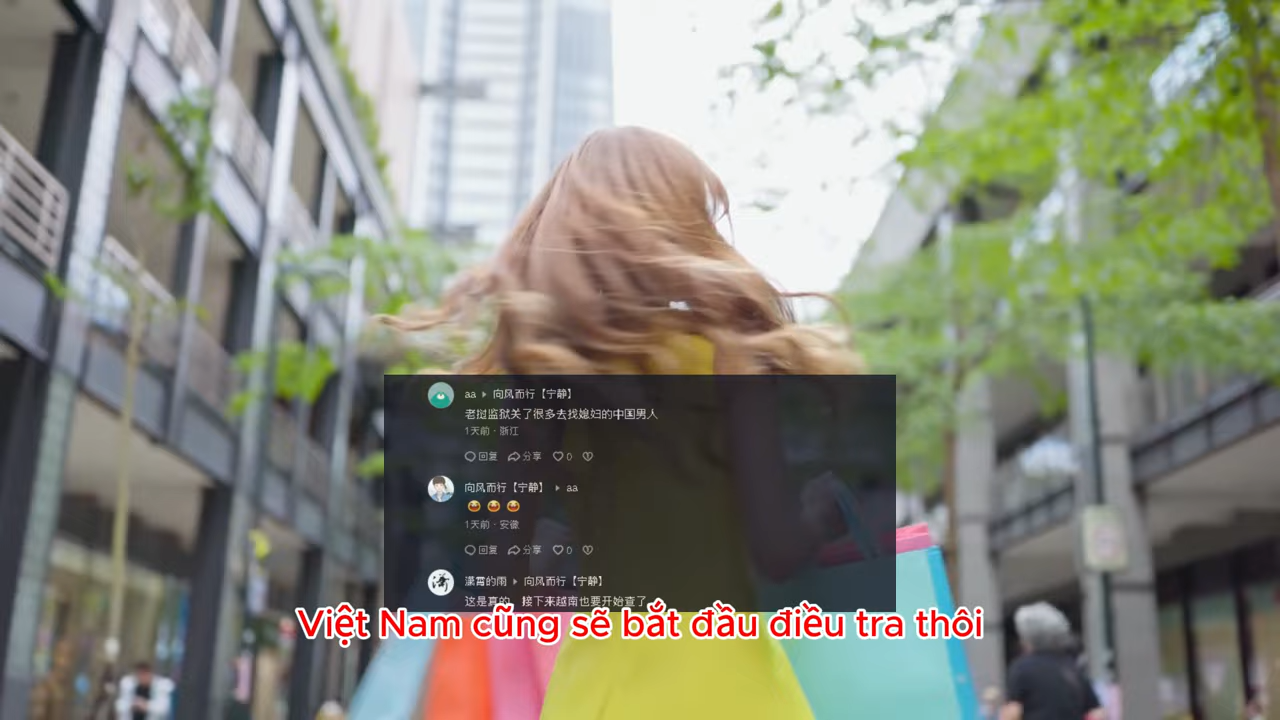 aa ▸ 向风而行【宁静】
老挝监狱关了很多去找媳妇的中国男人
1天前 · 浙江
回复 分享 0
向风而行【宁静】 ▸ aa
1天前 · 安徽
回复 分享 0
潇霄的雨 ▸ 向风而行【宁静】
这是真的，接下来越南也要开始查了
Việt Nam cũng sẽ bắt đầu điều tra thôi